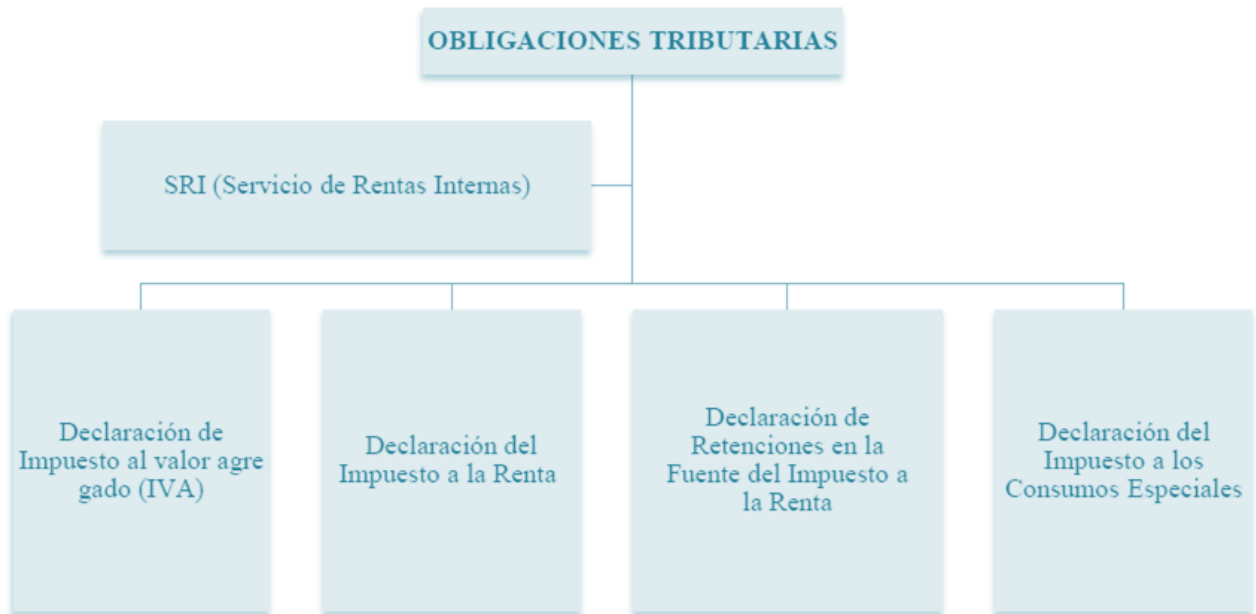 OBLIGACIONES TRIBUTARIAS
SRI (Servicio de Rentas Internas)
Declaración de
Impuesto al valor agre
gado (IVA)
Declaración del
Impuesto a la Renta
Declaración de
Retenciones en la
Fuente del Impuesto a
la Renta
Declaración del
Impuesto a los
Consumos Especiales